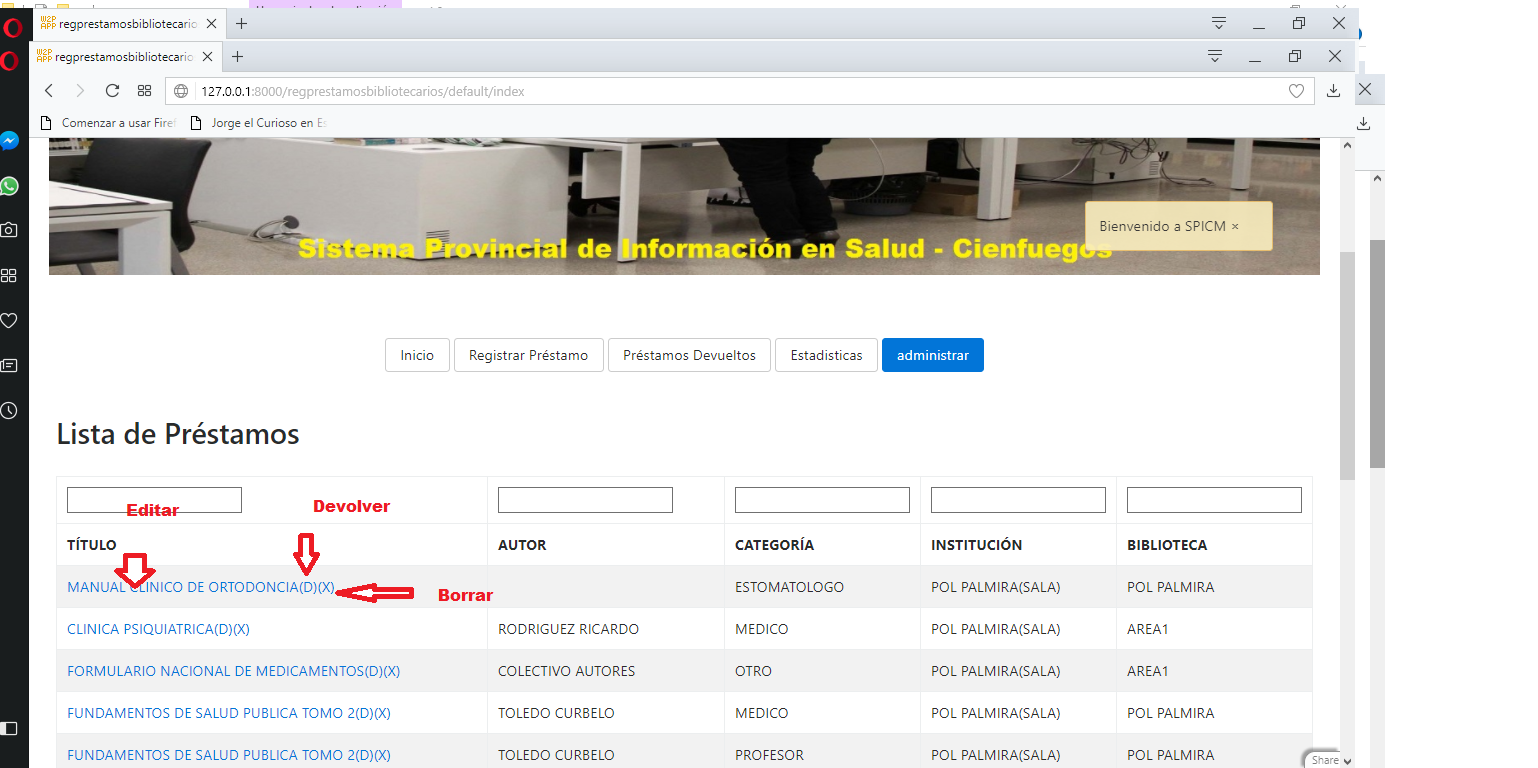 regprestamosbibliotecario
regprestamosbibliotecario
127.0.0.1:8000/regprestamosbibliotecarios/default/index
Comenzar a usar Firef
Jorge el Curioso en Es
Bienvenido a SPICM ×
Sistema Provincial de Información en Salud - Cienfuegos
Inicio Registrar Préstamo Préstamos Devueltos Estadisticas administrar
Lista de Préstamos
Editar Devolver
TÍTULO AUTOR CATEGORÍA INSTITUCIÓN BIBLIOTECA
MANUAL CLINICO DE ORTODONCIA(D)(X) ESTOMATOLOGO POL PALMIRA(SALA) POL PALMIRA
Borrar
CLINICA PSIQUIATRICA(D)(X) RODRIGUEZ RICARDO MEDICO POL PALMIRA(SALA) AREA1
FORMULARIO NACIONAL DE MEDICAMENTOS(D)(X) COLECTIVO AUTORES OTRO POL PALMIRA(SALA) AREA1
FUNDAMENTOS DE SALUD PUBLICA TOMO 2(D)(X) TOLEDO CURBELO MEDICO POL PALMIRA(SALA) POL PALMIRA
FUNDAMENTOS DE SALUD PUBLICA TOMO 2(D)(X) TOLEDO CURBELO PROFESOR POL PALMIRA(SALA) POL PALMIRA
Share